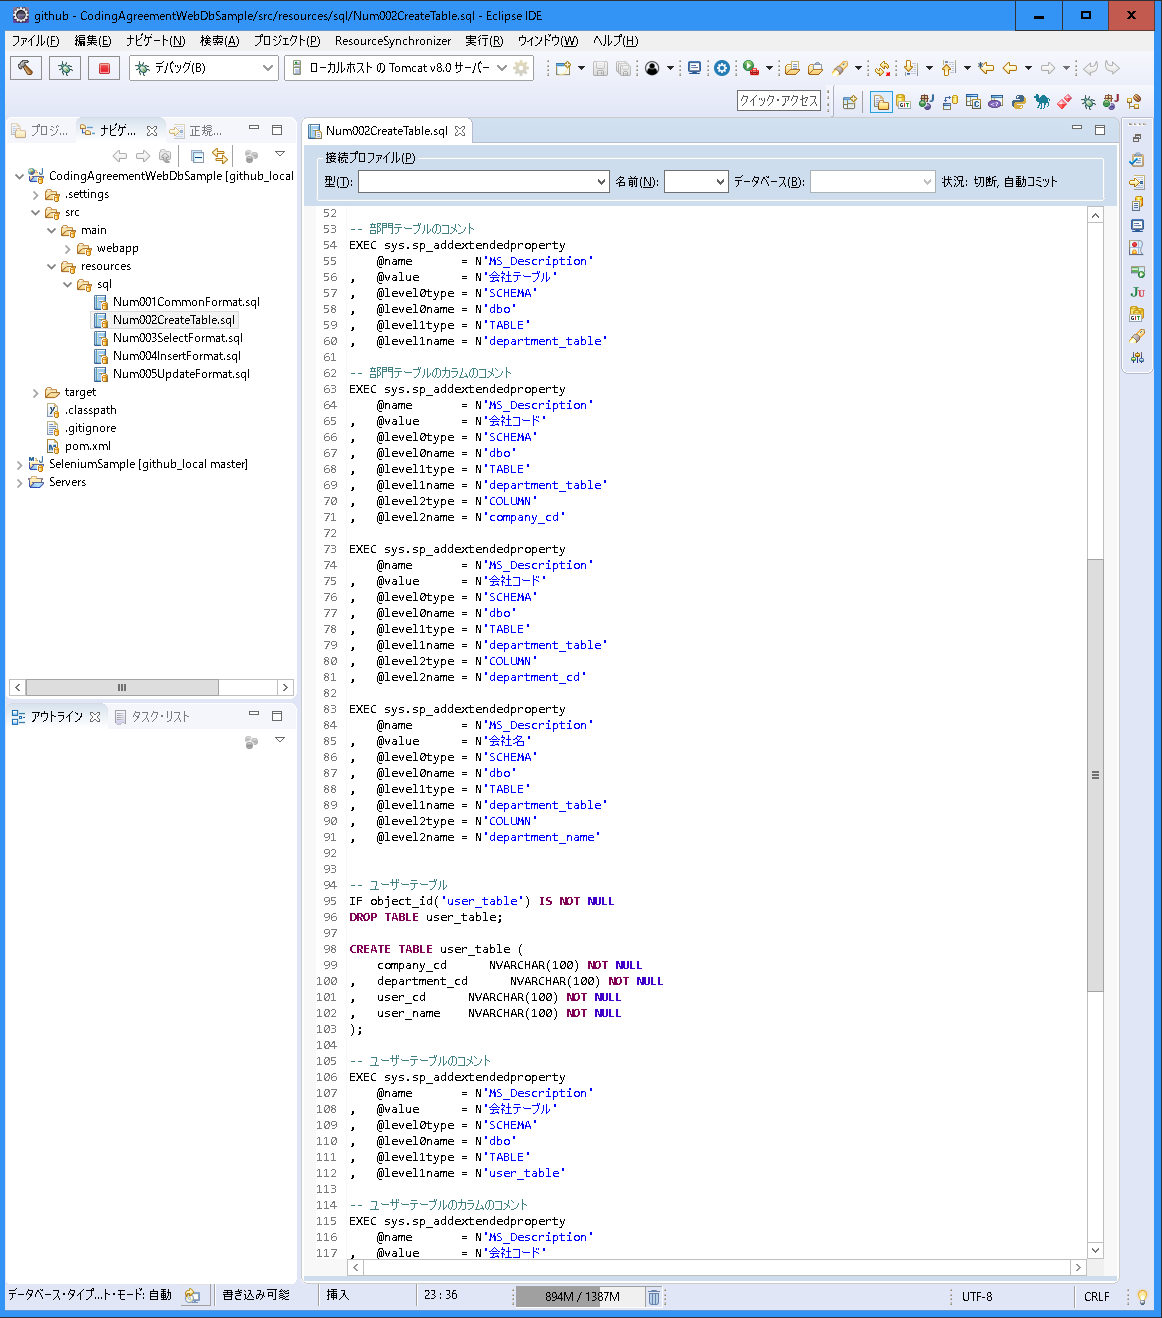 github - CodingAgreementWebDbSample/src/resources/sql/Num002CreateTable.sql - Eclipse IDE
ファイル(F) 編集(E) ナビゲート(N) 検索(A) プロジェクト(P) ResourceSynchronizer 実行(R) ウィンドウ(W) ヘルプ(H)
デバッグ(B) ローカルホスト の Tomcat v8.0 サーバー
クイック・アクセス
プロジ... ナビゲ... 正規...
CodingAgreementWebDbSample [github_local
.settings
src
main
webapp
resources
sql
Num001CommonFormat.sql
Num002CreateTable.sql
Num003SelectFormat.sql
Num004InsertFormat.sql
Num005UpdateFormat.sql
target
.classpath
.gitignore
pom.xml
SeleniumSample [github_local master]
Servers
アウトライン タスク・リスト
Num002CreateTable.sql
接続プロファイル(P)
型(T): 名前(N): データベース(B): 状況: 切断, 自動コミット
52
53 -- 部門テーブルのコメント
54 EXEC sys.sp_addextendedproperty
55     @name       = N'MS_Description'
56 ,   @value      = N'会社テーブル'
57 ,   @level0type = N'SCHEMA'
58 ,   @level0name = N'dbo'
59 ,   @level1type = N'TABLE'
60 ,   @level1name = N'department_table'
61
62 -- 部門テーブルのカラムのコメント
63 EXEC sys.sp_addextendedproperty
64     @name       = N'MS_Description'
65 ,   @value      = N'会社コード'
66 ,   @level0type = N'SCHEMA'
67 ,   @level0name = N'dbo'
68 ,   @level1type = N'TABLE'
69 ,   @level1name = N'department_table'
70 ,   @level2type = N'COLUMN'
71 ,   @level2name = N'company_cd'
72
73 EXEC sys.sp_addextendedproperty
74     @name       = N'MS_Description'
75 ,   @value      = N'会社コード'
76 ,   @level0type = N'SCHEMA'
77 ,   @level0name = N'dbo'
78 ,   @level1type = N'TABLE'
79 ,   @level1name = N'department_table'
80 ,   @level2type = N'COLUMN'
81 ,   @level2name = N'department_cd'
82
83 EXEC sys.sp_addextendedproperty
84     @name       = N'MS_Description'
85 ,   @value      = N'会社名'
86 ,   @level0type = N'SCHEMA'
87 ,   @level0name = N'dbo'
88 ,   @level1type = N'TABLE'
89 ,   @level1name = N'department_table'
90 ,   @level2type = N'COLUMN'
91 ,   @level2name = N'department_name'
92
93
94 -- ユーザーテーブル
95 IF object_id('user_table') IS NOT NULL
96 DROP TABLE user_table;
97
98 CREATE TABLE user_table (
99     company_cd      NVARCHAR(100) NOT NULL
100 ,   department_cd      NVARCHAR(100) NOT NULL
101 ,   user_cd      NVARCHAR(100) NOT NULL
102 ,   user_name    NVARCHAR(100) NOT NULL
103 );
104
105 -- ユーザーテーブルのコメント
106 EXEC sys.sp_addextendedproperty
107     @name       = N'MS_Description'
108 ,   @value      = N'会社テーブル'
109 ,   @level0type = N'SCHEMA'
110 ,   @level0name = N'dbo'
111 ,   @level1type = N'TABLE'
112 ,   @level1name = N'user_table'
113
114 -- ユーザーテーブルのカラムのコメント
115 EXEC sys.sp_addextendedproperty
116     @name       = N'MS_Description'
117 ,   @value      = N'会社コード'
データベース・タイプ...ト・モード: 自動 書き込み可能 挿入 23 : 36 894M / 1387M UTF-8 CRLF